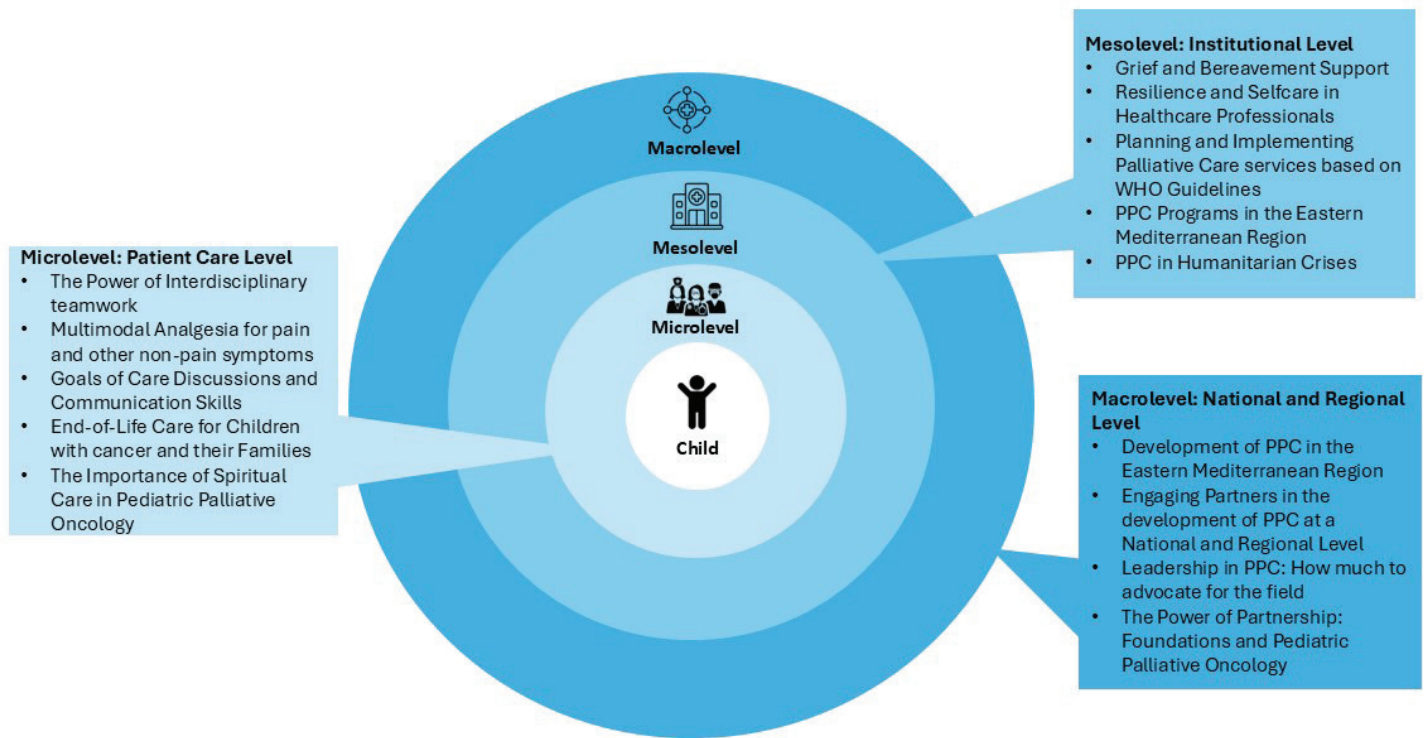 Macrolevel
Mesolevel
Microlevel
Child
Microlevel: Patient Care Level
• The Power of Interdisciplinary
teamwork
• Multimodal Analgesia for pain
and other non-pain symptoms
• Goals of Care Discussions and
Communication Skills
• End-of-Life Care for Children
with cancer and their Families
• The Importance of Spiritual
Care in Pediatric Palliative
Oncology
Mesolevel: Institutional Level
• Grief and Bereavement Support
• Resilience and Selfcare in
Healthcare Professionals
• Planning and Implementing
Palliative Care services based on
WHO Guidelines
• PPC Programs in the Eastern
Mediterranean Region
• PPC in Humanitarian Crises
Macrolevel: National and Regional
Level
• Development of PPC in the
Eastern Mediterranean Region
• Engaging Partners in the
development of PPC at a
National and Regional Level
• Leadership in PPC: How much to
advocate for the field
• The Power of Partnership:
Foundations and Pediatric
Palliative Oncology